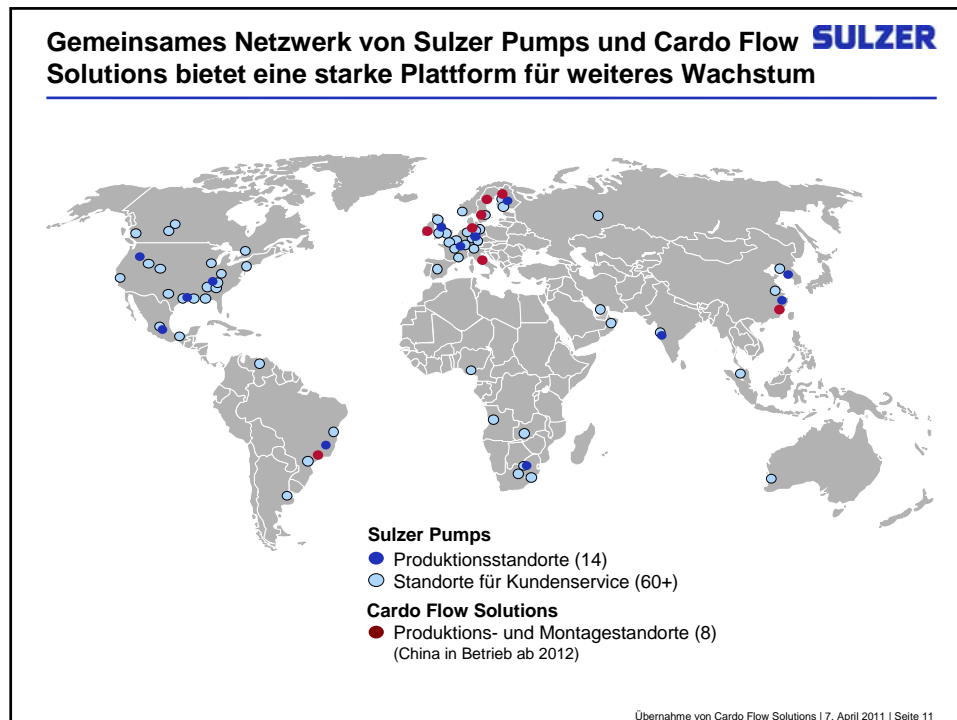 Gemeinsames Netzwerk von Sulzer Pumps und Cardo Flow
Solutions bietet eine starke Plattform für weiteres Wachstum
SULZER
Sulzer Pumps
Produktionsstandorte (14)
Standorte für Kundenservice (60+)
Cardo Flow Solutions
Produktions- und Montagestandorte (8)
(China in Betrieb ab 2012)
Übernahme von Cardo Flow Solutions | 7. April 2011 | Seite 11